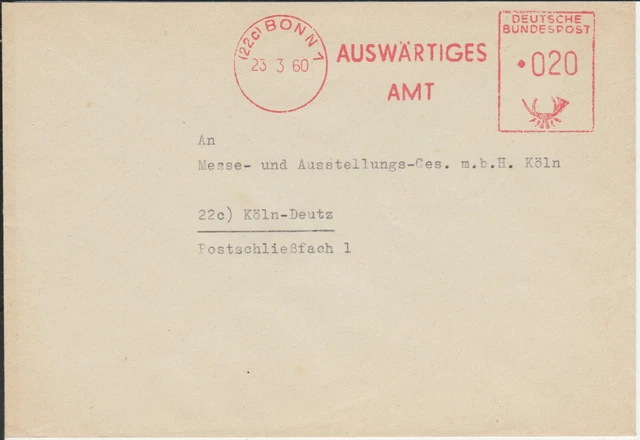 (22c) BONN 1
23 3 60
AUSWÄRTIGES
AMT
DEUTSCHE
BUNDESPOST
020
An
Messe- und Ausstellungs-Ges. m.b.H. Köln
22c) Köln-Deutz
Postschließfach 1